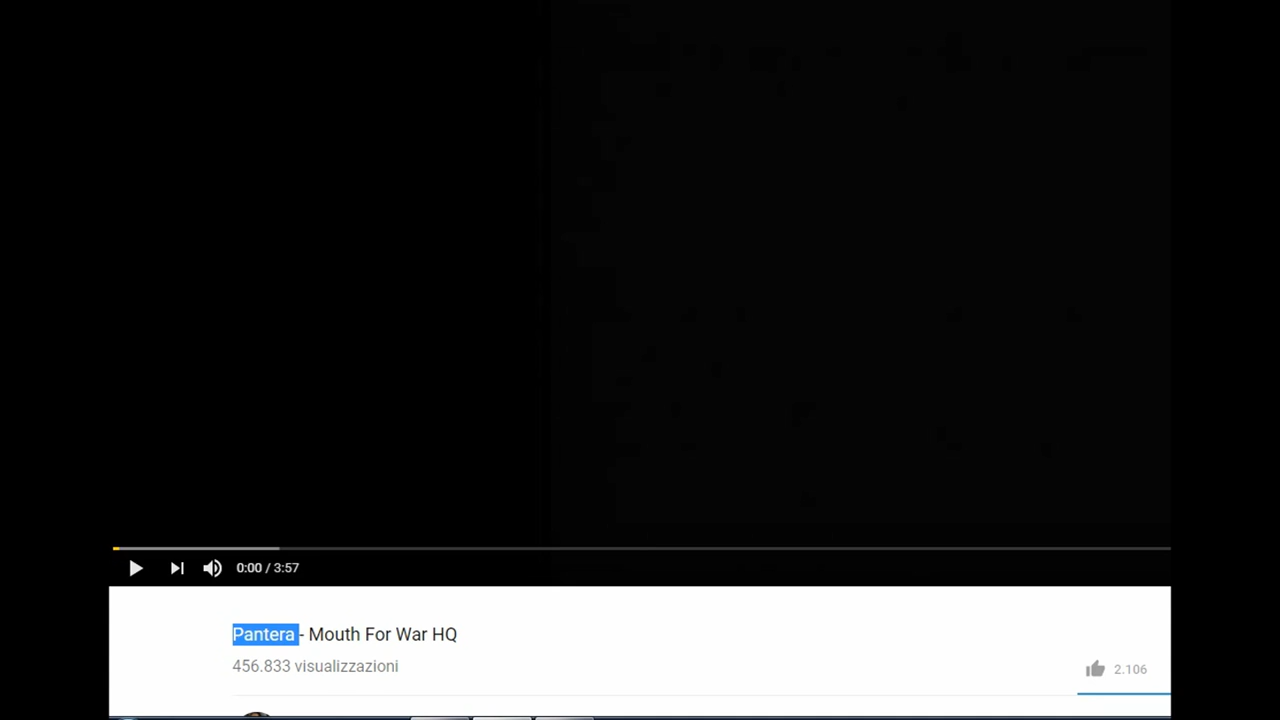 0:00 / 3:57
Pantera - Mouth For War HQ
456.833 visualizzazioni
2.106